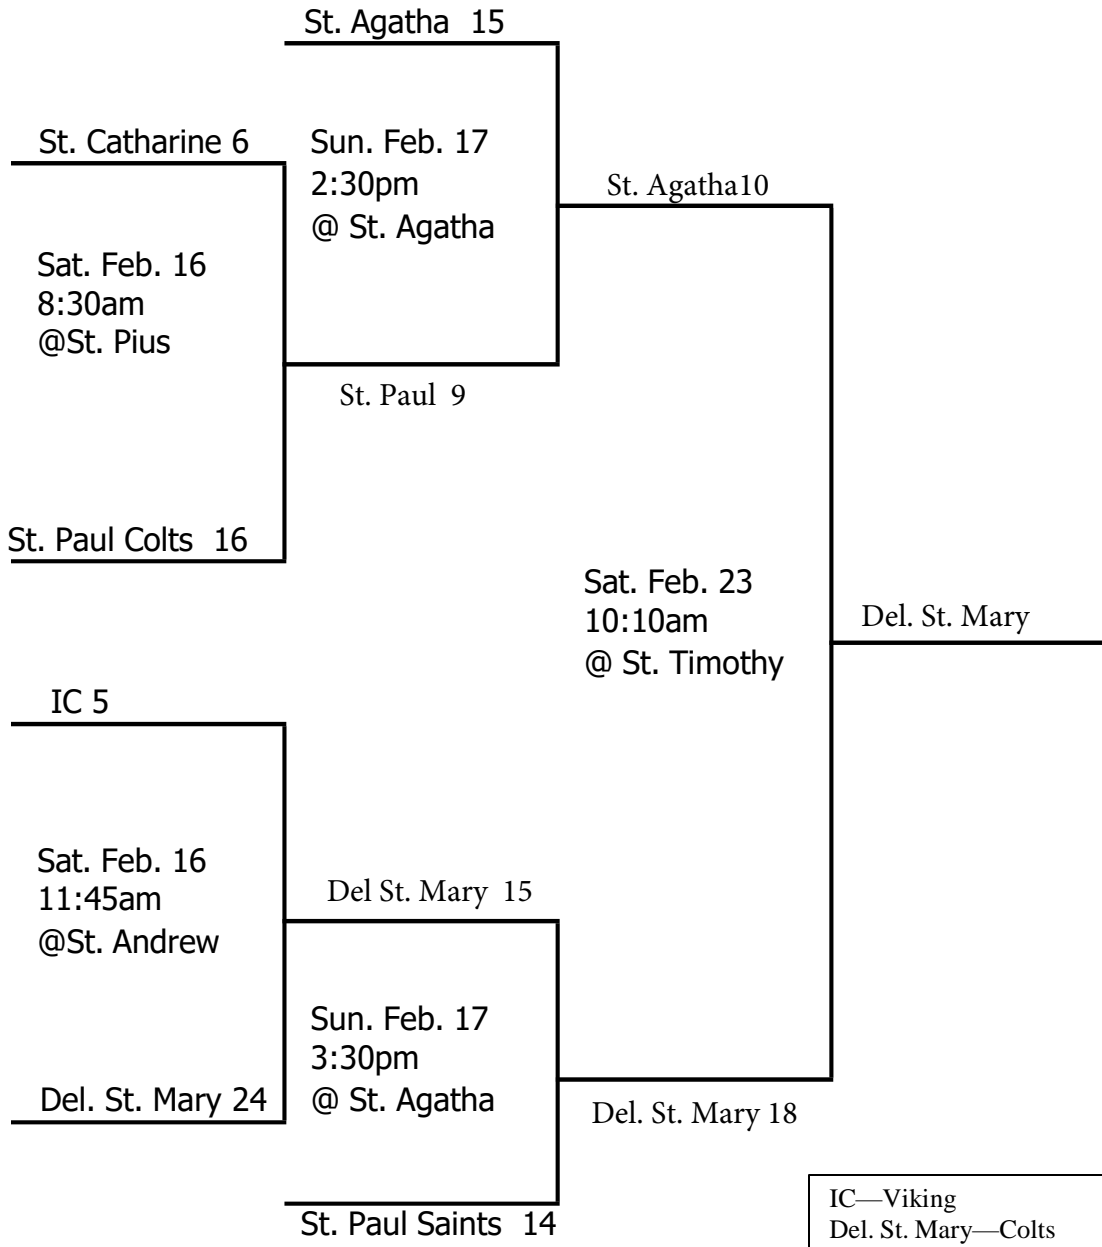 St. Agatha  15
St. Catharine 6
Sun. Feb. 17
2:30pm
@ St. Agatha
St. Agatha10
Sat. Feb. 16
8:30am
@St. Pius
St. Paul  9
St. Paul Colts  16
Sat. Feb. 23
10:10am
@ St. Timothy
Del. St. Mary
IC 5
Sat. Feb. 16
11:45am
@St. Andrew
Del St. Mary  15
Sun. Feb. 17
3:30pm
@ St. Agatha
Del. St. Mary 24
Del. St. Mary 18
St. Paul Saints  14
IC—Viking
Del. St. Mary—Colts